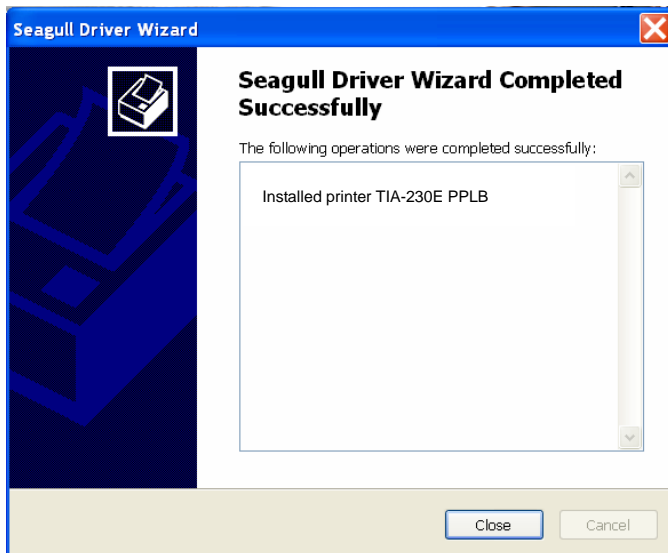 Seagull Driver Wizard
Seagull Driver Wizard Completed
Successfully
The following operations were completed successfully:
Installed printer TIA-230E PPLB
Close
Cancel